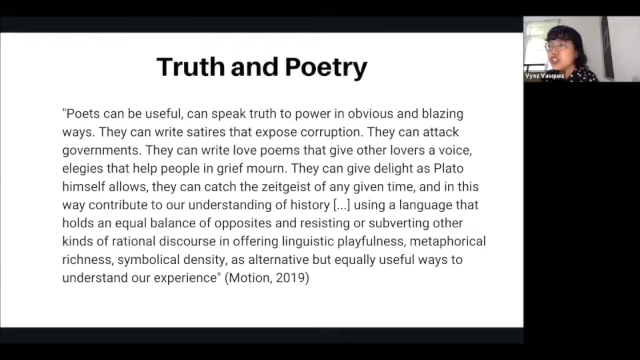 Truth and Poetry
Vyxz Vasquez
"Poets can be useful, can speak truth to power in obvious and blazing
ways. They can write satires that expose corruption. They can attack
governments. They can write love poems that give other lovers a voice,
elegies that help people in grief mourn. They can give delight as Plato
himself allows, they can catch the zeitgeist of any given time, and in this
way contribute to our understanding of history [...] using a language that
holds an equal balance of opposites and resisting or subverting other
kinds of rational discourse in offering linguistic playfulness, metaphorical
richness, symbolical density, as alternative but equally useful ways to
understand our experience" (Motion, 2019)